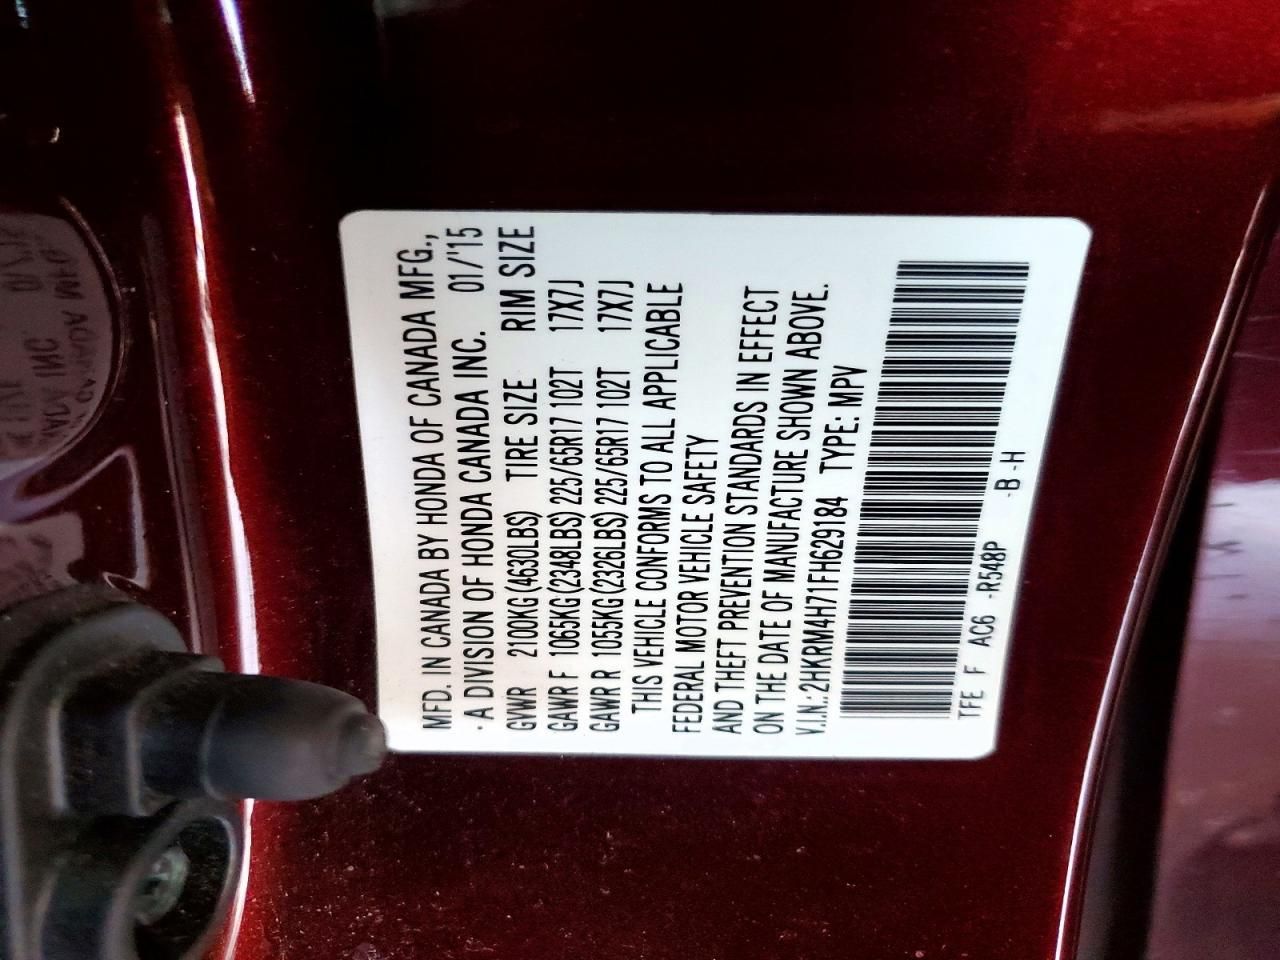 MFD. IN CANADA BY HONDA OF CANADA MFG.,
· A DIVISION OF HONDA CANADA INC. 01/'15
GVWR 2100KG(4630LBS) TIRE SIZE RIM SIZE
GAWR F 1065KG(2348LBS) 225/65R17 102T 17X7J
GAWR R 1055KG(2326LBS) 225/65R17 102T 17X7J
THIS VEHICLE CONFORMS TO ALL APPLICABLE
FEDERAL MOTOR VEHICLE SAFETY
AND THEFT PREVENTION STANDARDS IN EFFECT
ON THE DATE OF MANUFACTURE SHOWN ABOVE.
V.I.N.:2HKRM4H71FH629184 TYPE: MPV
TFE F AC6 -R548P -B-H